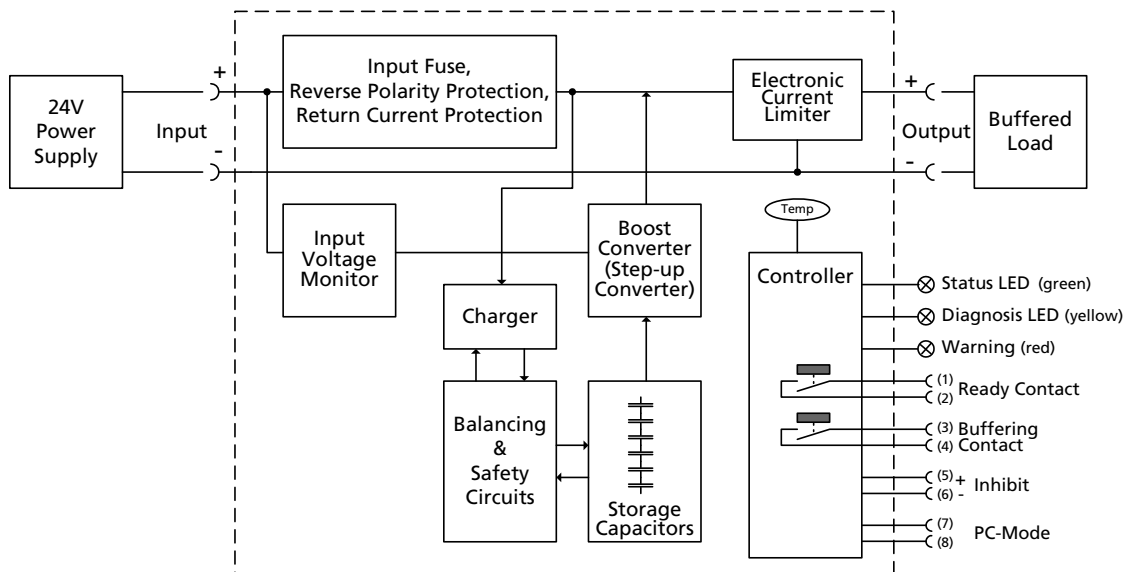 24V
Power
Supply
+
Input
-
Input Fuse,
Reverse Polarity Protection,
Return Current Protection
Electronic
Current
Limiter
+
Output
-
Buffered
Load
Input
Voltage
Monitor
Boost
Converter
(Step-up
Converter)
Charger
Balancing
&
Safety
Circuits
Storage
Capacitors
Temp
Controller
Status LED (green)
Diagnosis LED (yellow)
Warning (red)
(1)
Ready Contact
(2)
(3) Buffering
(4) Contact
(5) +
Inhibit
(6) -
(7)
PC-Mode
(8)